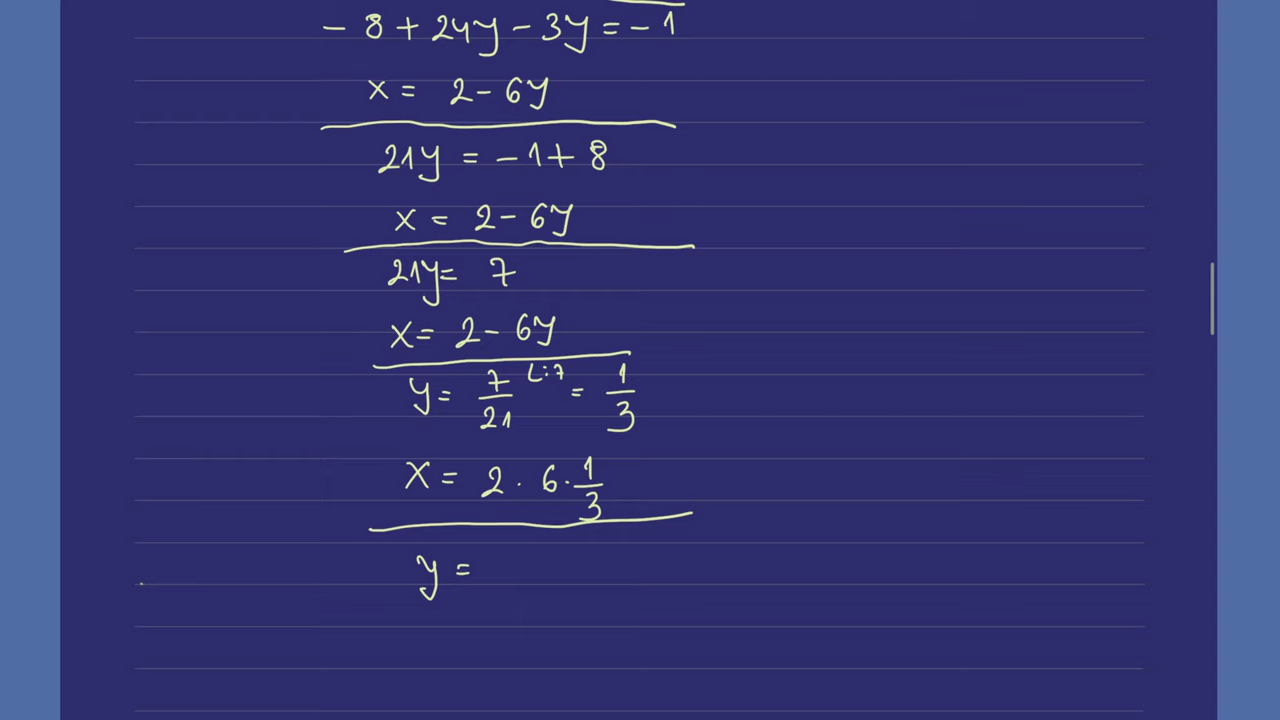 - 8 + 24y - 3y = - 1
x = 2 - 6y
21y = - 1 + 8
x = 2 - 6y
21y = 7
x = 2 - 6y
y = 7/21 (:7 = 1/3
x = 2 · 6 · 1/3
y =